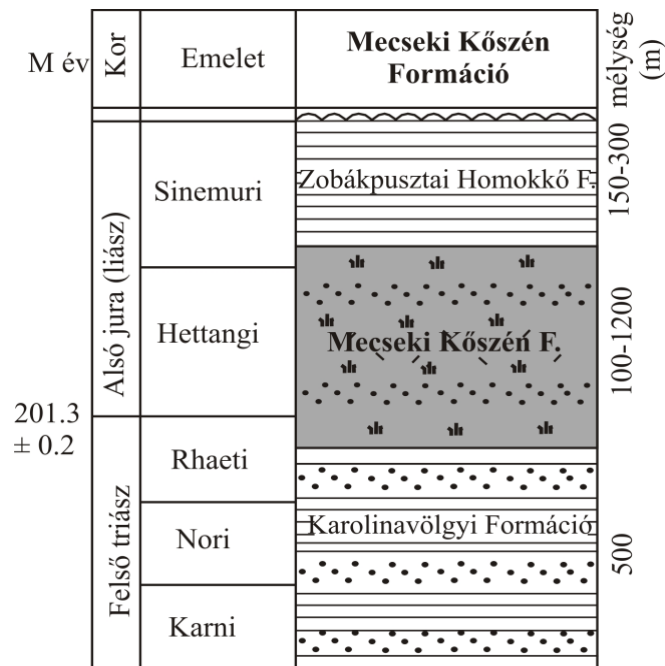 M év
Kor
Emelet
Mecseki Kőszén
Formáció
mélység
(m)
Alsó jura (liász)
Sinemuri
Zobákpusztai Homokkő F.
150-300
Hettangi
Mecseki Kőszén F.
100-1200
201.3
± 0.2
Felső triász
Rhaeti
Nori
Karolinavölgyi Formáció
500
Karni